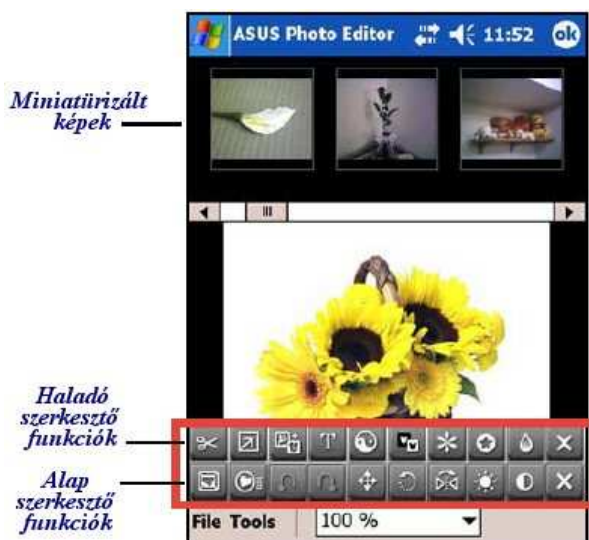 ASUS Photo Editor 11:52 ok
Miniatürizált
képek
Haladó
szerkesztő
funkciók
Alap
szerkesztő
funkciók
File Tools 100 %